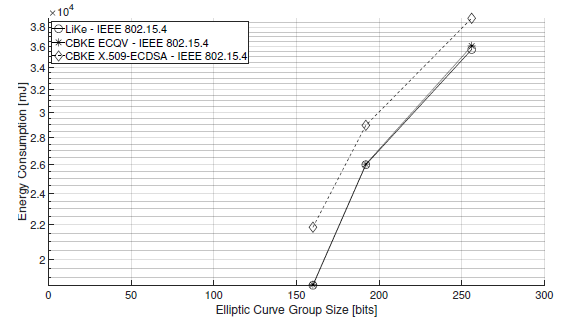 ×10⁴
3.8
3.6
3.4
3.2
3
2.8
2.6
2.4
2.2
2
Energy Consumption [mJ]
LiKe - IEEE 802.15.4
CBKE ECQV - IEEE 802.15.4
CBKE X.509-ECDSA - IEEE 802.15.4
0 50 100 150 200 250 300
Elliptic Curve Group Size [bits]